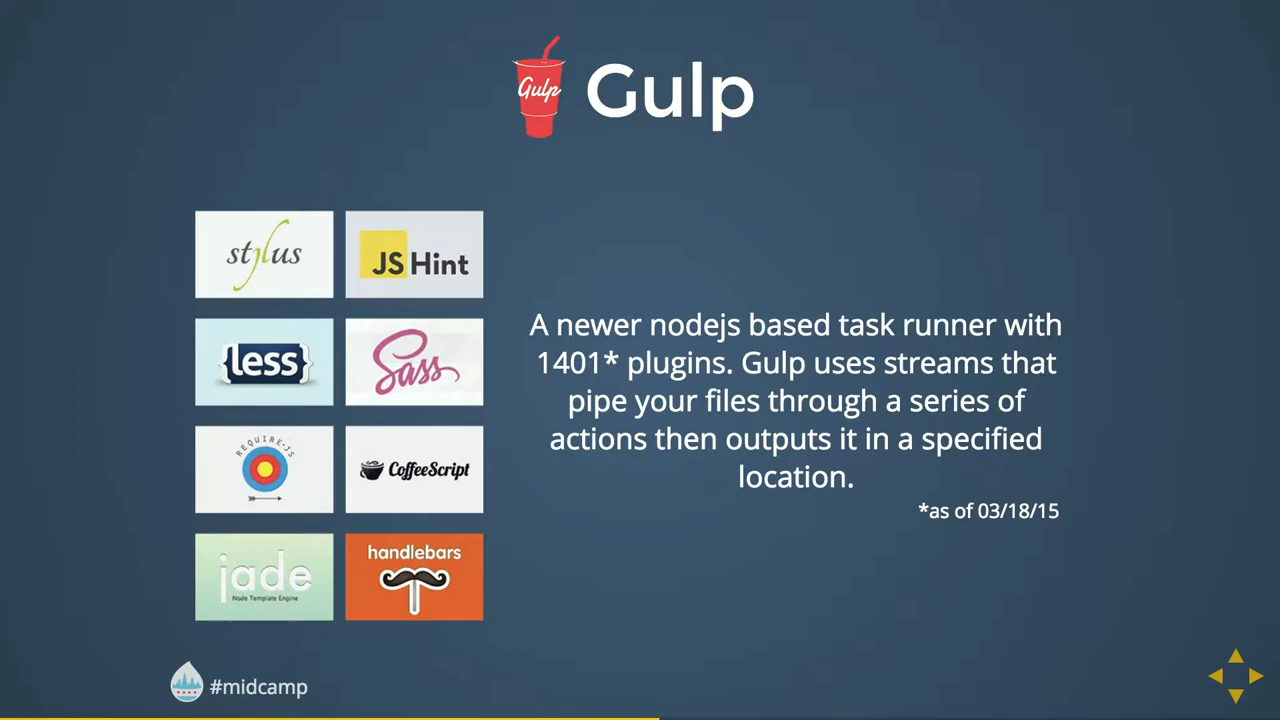 Gulp
Gulp
stylus
JS Hint
{less}
Sass
REQUIRE·JS
CoffeeScript
jade
Node Template Engine
handlebars
A newer nodejs based task runner with
1401* plugins. Gulp uses streams that
pipe your files through a series of
actions then outputs it in a specified
location.
*as of 03/18/15
#midcamp